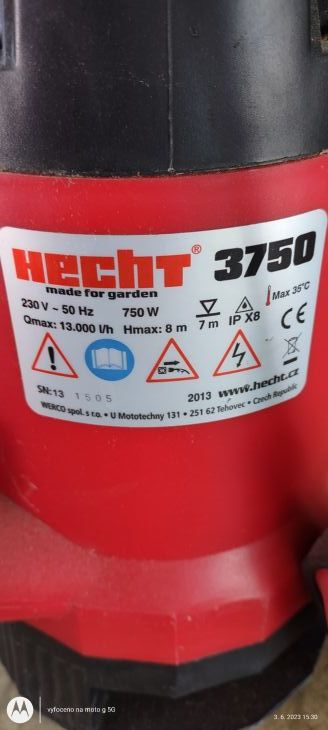 HECHT® 3750
made for garden
230 V ~ 50 Hz 750 W 7 m IP X8 Max 35°C
Qmax: 13.000 l/h Hmax: 8 m
CE
SN:13 1505 2013 www.hecht.cz
WERCO spol. s r.o. • U Mototechny 131 • 251 62 Tehovec • Czech Republic
vyfoceno na moto g 5G
3. 6. 2023 15:30